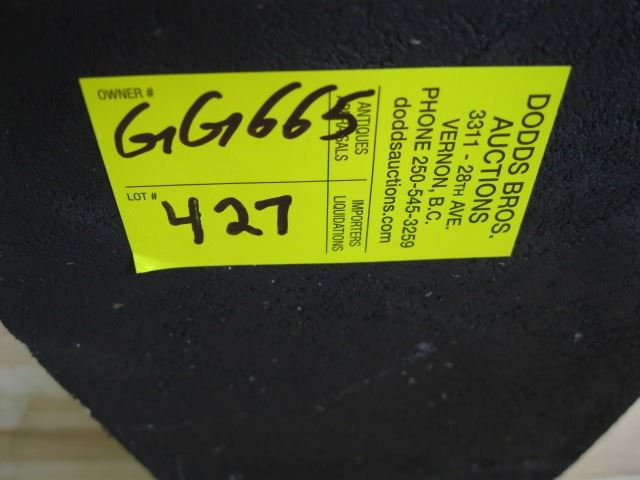 OWNER #
GG665
LOT #
427
ANTIQUES
APPRAISALS
IMPORTERS
LIQUIDATIONS
DODDS BROS.
AUCTIONS
3311 - 28TH AVE.
VERNON, B.C.
PHONE 250-545-3259
doddsauctions.com